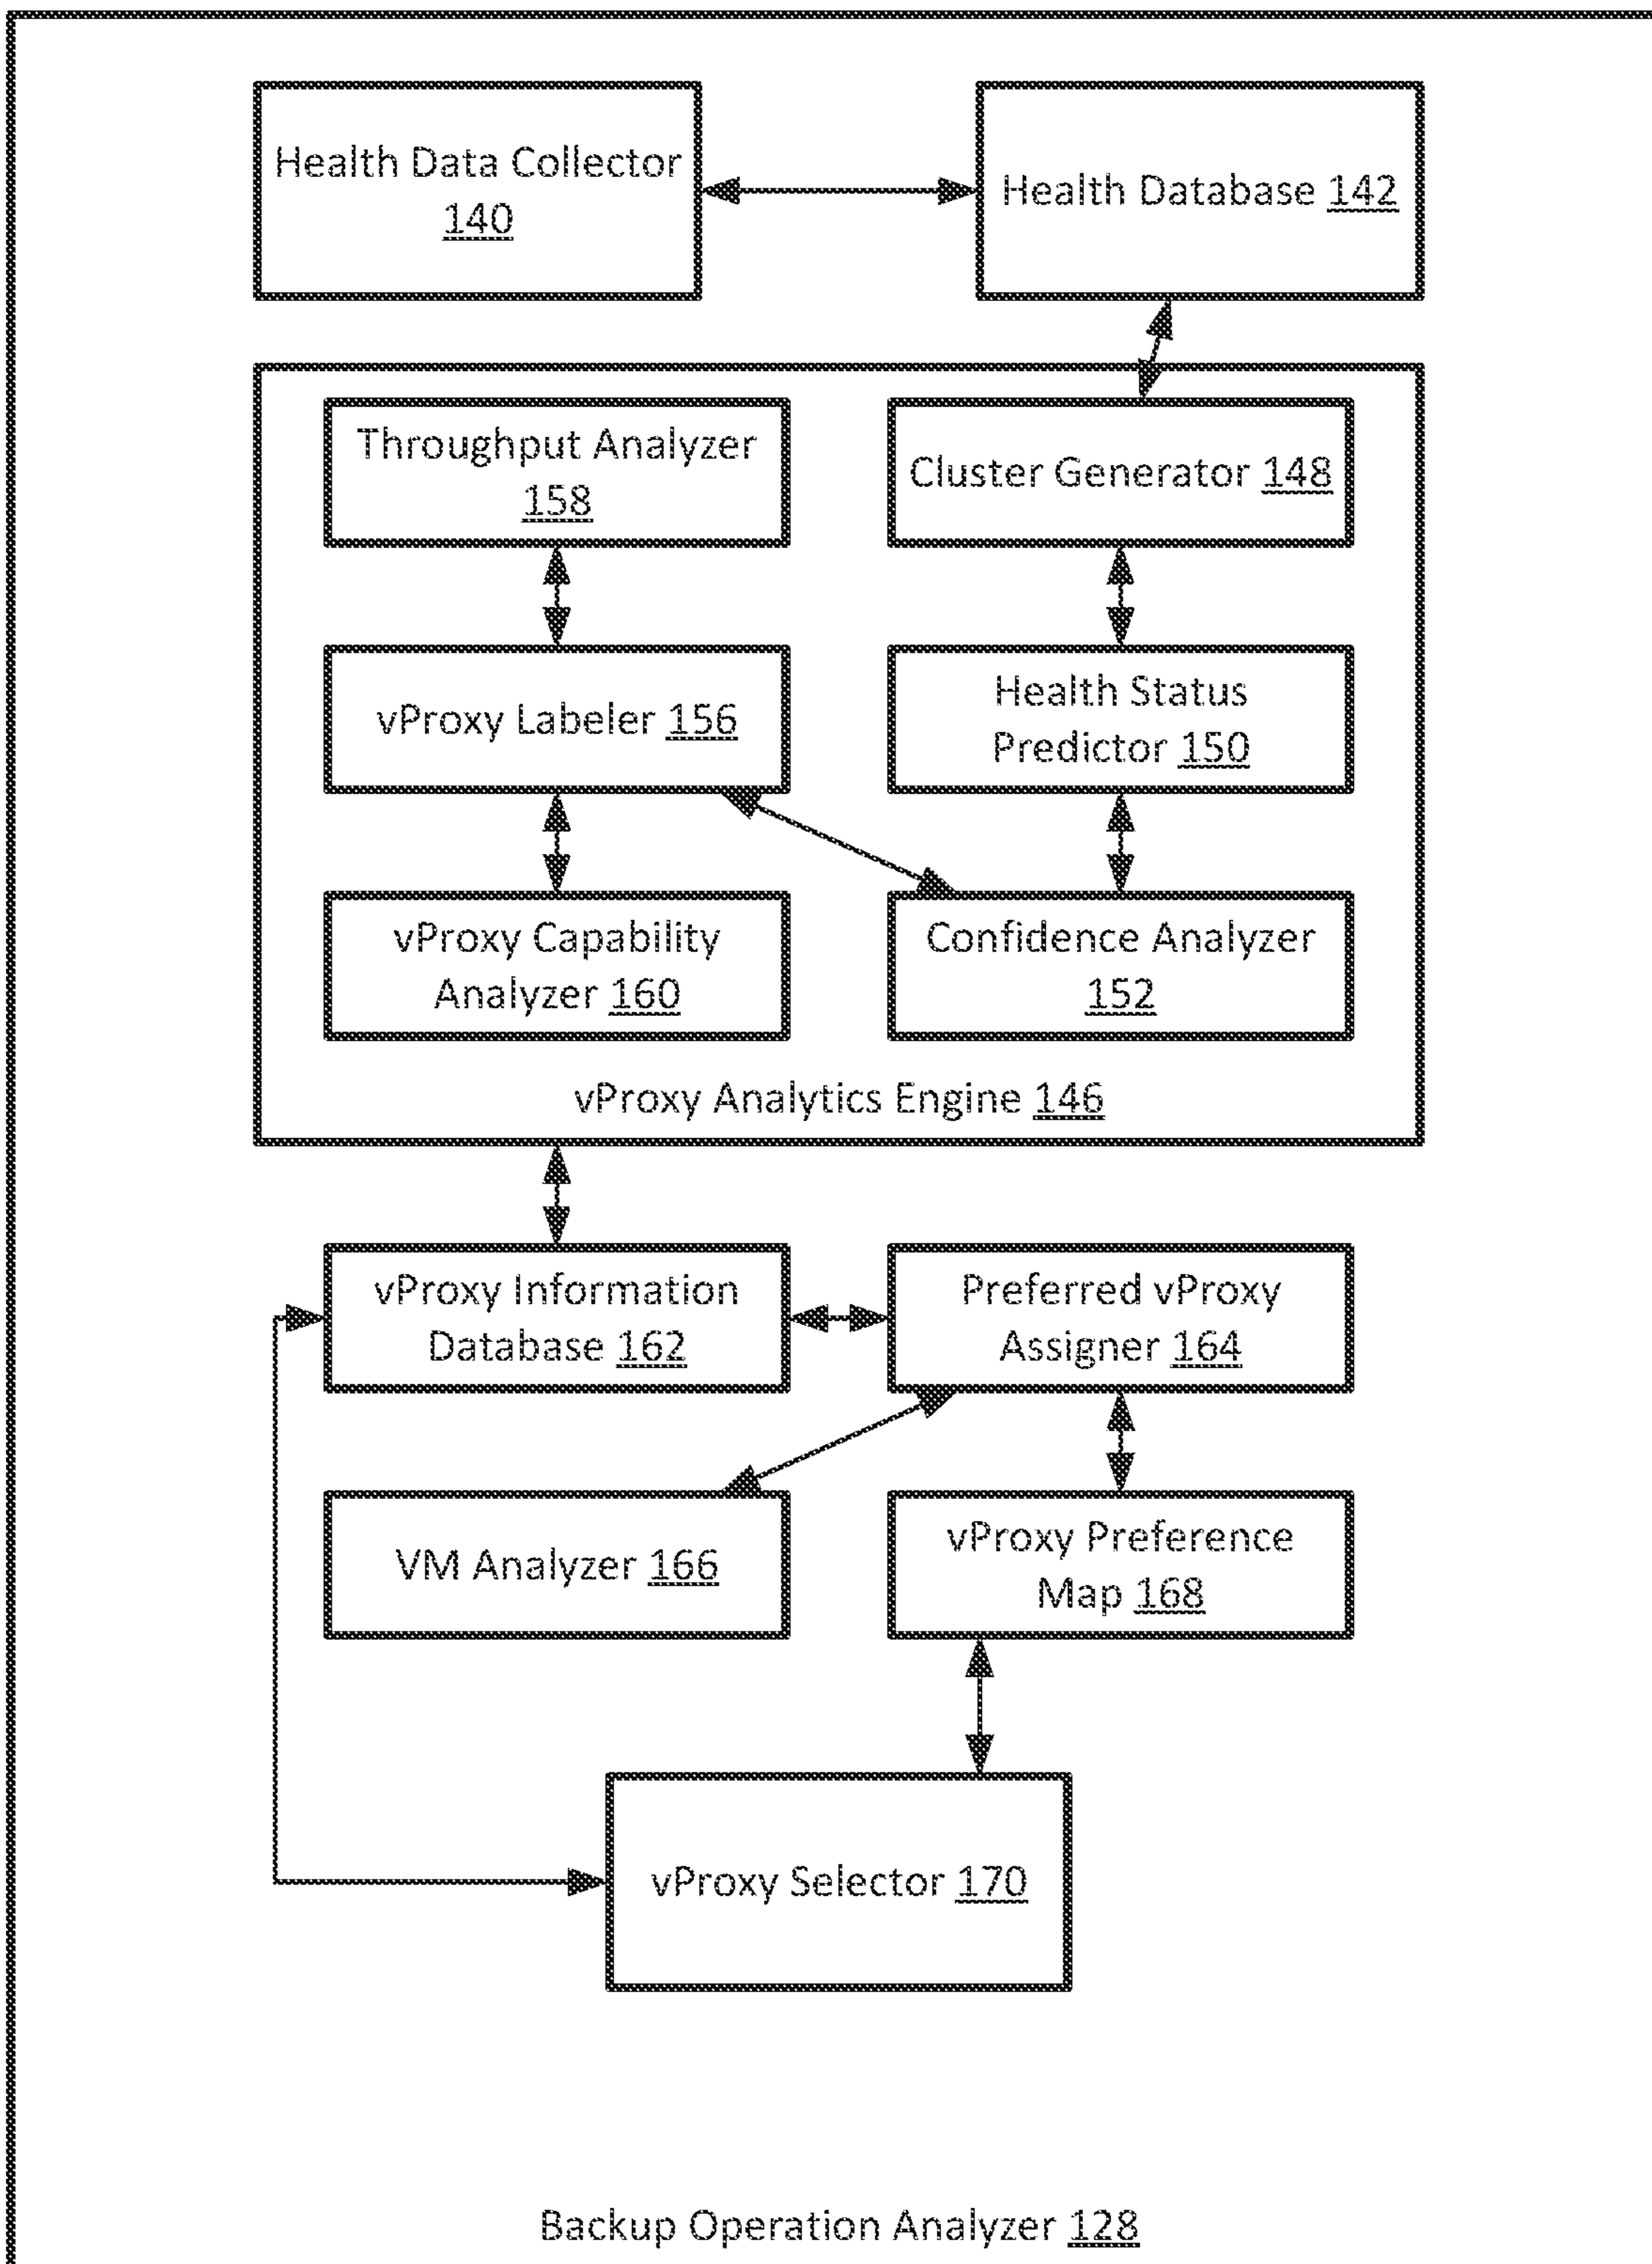 Health Data Collector
140
Health Database 142
Throughput Analyzer
158
Cluster Generator 148
vProxy Labeler 156
Health Status
Predictor 150
vProxy Capability
Analyzer 160
Confidence Analyzer
152
vProxy Analytics Engine 146
vProxy Information
Database 162
Preferred vProxy
Assigner 164
VM Analyzer 166
vProxy Preference
Map 168
vProxy Selector 170
Backup Operation Analyzer 128